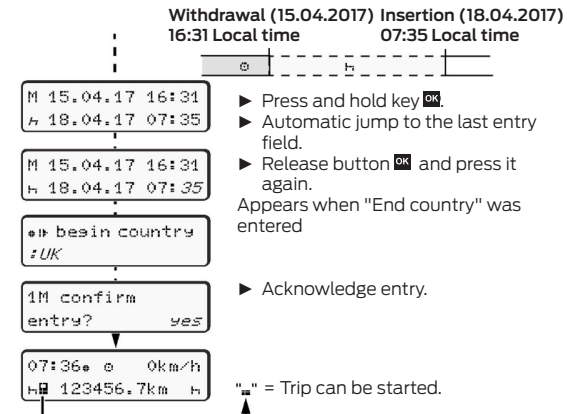 Withdrawal (15.04.2017) Insertion (18.04.2017)
16:31 Local time 07:35 Local time
M 15.04.17 16:31
18.04.17 07:35
► Press and hold key OK.
► Automatic jump to the last entry
field.
M 15.04.17 16:31
18.04.17 07:35
► Release button OK and press it
again.
Appears when "End country" was
entered
begin country
:UK
1M confirm
entry? yes
► Acknowledge entry.
07:36 0km/h
123456.7km
" " = Trip can be started.